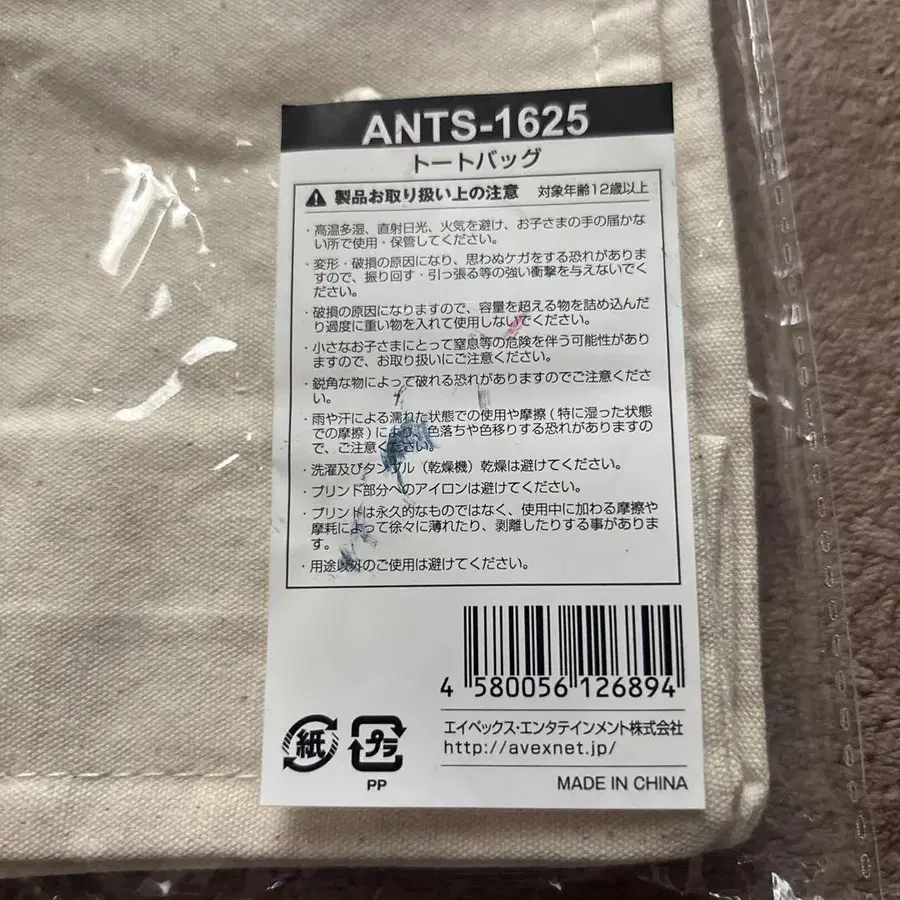 ANTS-1625
トートバッグ
製品お取り扱い上の注意 対象年齢12歳以上
・高温多湿、直射日光、火気を避け、お子さまの手の届かな
い所で使用・保管してください。
・変形・破損の原因になり、思わぬケガをする恐れがありま
すので、振り回す・引っ張る等の強い衝撃を与えないでく
ださい。
・破損の原因になりますので、容量を超える物を詰め込んだ
り過度に重い物を入れて使用しないでください。
・小さなお子さまにとって窒息等の危険を伴う可能性があり
ますので、お取り扱いにご注意ください。
・鋭角な物によって破れる恐れがありますのでご注意くださ
い。
・雨や汗による濡れた状態での使用や摩擦(特に湿った状態
での摩擦)により、色落ちや色移りする恐れがありますの
で、ご注意ください。
・洗濯及びタンブル(乾燥機)乾燥は避けてください。
・プリント部分へのアイロンは避けてください。
・プリントは永久的なものではなく、使用中に加わる摩擦や
摩耗によって徐々に薄れたり、剥離したりする事がありま
す。
・用途以外のご使用は避けてください。
4 580056 126894
紙 プラ
PP
エイベックス・エンタテインメント株式会社
http://avexnet.jp/
MADE IN CHINA